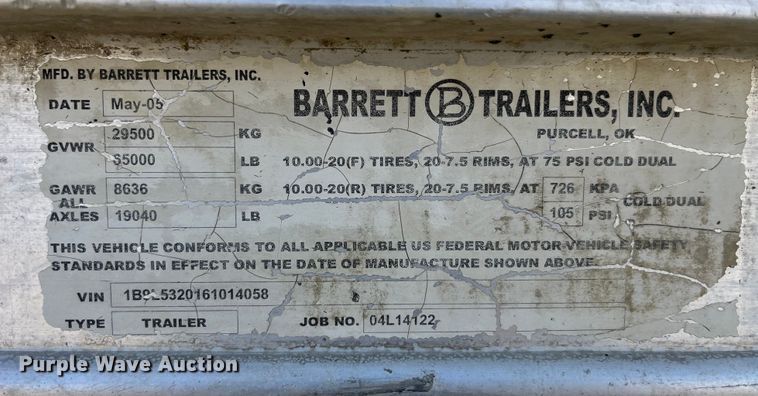 MFD. BY BARRETT TRAILERS, INC.
DATE May-05 BARRETT B TRAILERS, INC.
29500 KG PURCELL, OK
GVWR
65000 LB 10.00-20(F) TIRES, 20-7.5 RIMS, AT 75 PSI COLD DUAL
GAWR 8636 KG 10.00-20(R) TIRES, 20-7.5 RIMS, AT 726 KPA
ALL COLD DUAL
AXLES 19040 LB 105 PSI
THIS VEHICLE CONFORMS TO ALL APPLICABLE US FEDERAL MOTOR VEHICLE SAFETY
STANDARDS IN EFFECT ON THE DATE OF MANUFACTURE SHOWN ABOVE.
VIN 1B9L5320161014058
TYPE TRAILER JOB NO. 04L14122
Purple Wave Auction